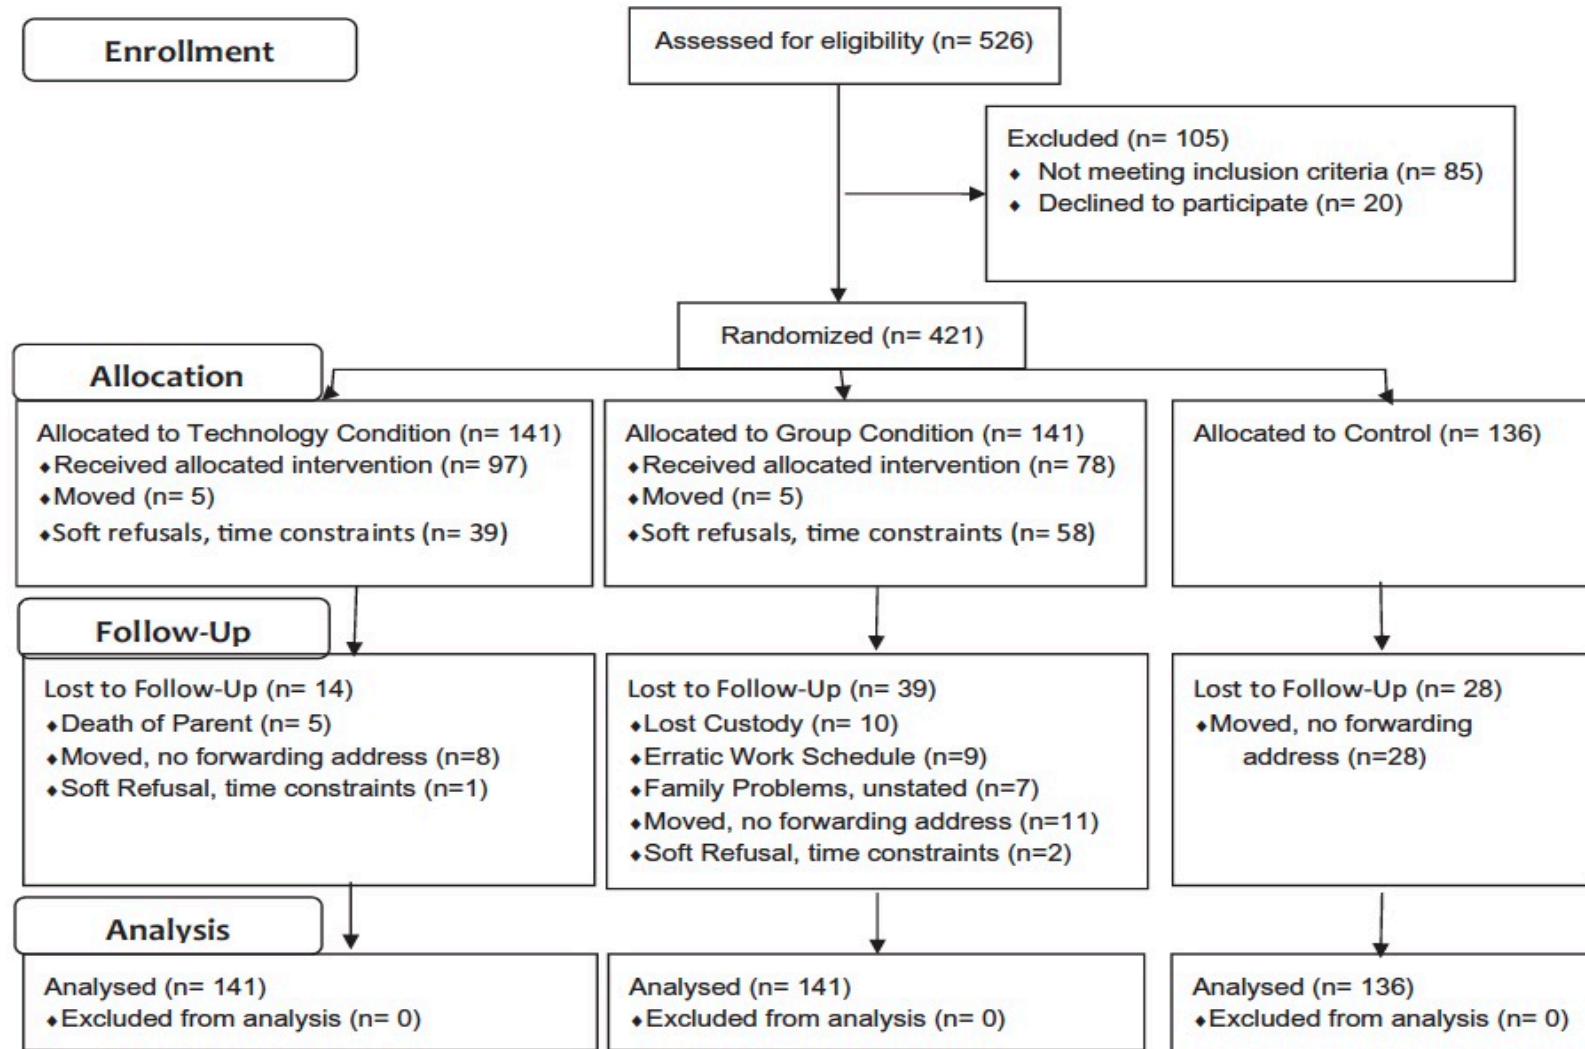 Enrollment
Assessed for eligibility (n= 526)
Excluded (n= 105)
⬥ Not meeting inclusion criteria (n= 85)
⬥ Declined to participate (n= 20)
Randomized (n= 421)
Allocation
Allocated to Technology Condition (n= 141)
⬥Received allocated intervention (n= 97)
⬥Moved (n= 5)
⬥Soft refusals, time constraints (n= 39)
Allocated to Group Condition (n= 141)
⬥Received allocated intervention (n= 78)
⬥Moved (n= 5)
⬥Soft refusals, time constraints (n= 58)
Allocated to Control (n= 136)
Follow-Up
Lost to Follow-Up (n= 14)
⬥Death of Parent (n= 5)
⬥Moved, no forwarding address (n=8)
⬥Soft Refusal, time constraints (n=1)
Lost to Follow-Up (n= 39)
⬥Lost Custody (n= 10)
⬥Erratic Work Schedule (n=9)
⬥Family Problems, unstated (n=7)
⬥Moved, no forwarding address (n=11)
⬥Soft Refusal, time constraints (n=2)
Lost to Follow-Up (n= 28)
⬥Moved, no forwarding
address (n=28)
Analysis
Analysed (n= 141)
⬥Excluded from analysis (n= 0)
Analysed (n= 141)
⬥Excluded from analysis (n= 0)
Analysed (n= 136)
⬥Excluded from analysis (n= 0)